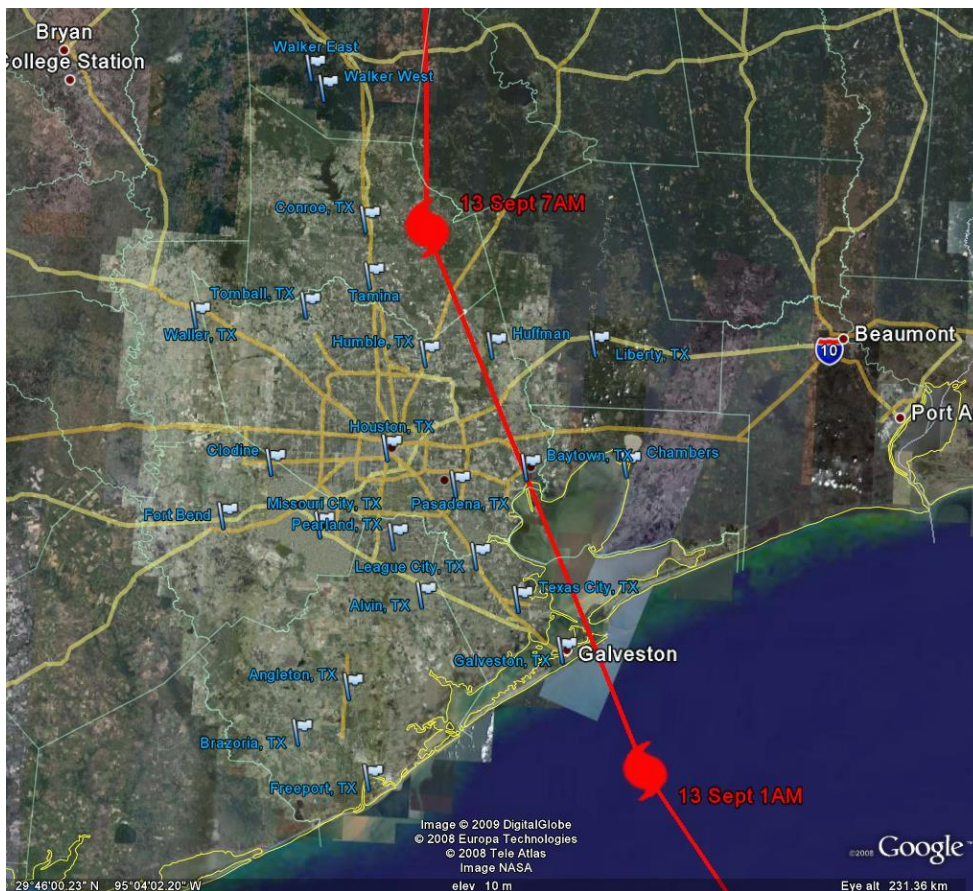 Bryan
College Station
Walker East
Walker West
13 Sept 7AM
Conroe, TX
Tamina
Tomball, TX
Waller, TX
Humble, TX
Huffman
Liberty, TX
Beaumont
10
Port A
Houston, TX
Clodine
Baytown, TX
Chambers
Missouri City, TX
Pasadena, TX
Fort Bend
Pearland, TX
League City, TX
Texas City, TX
Alvin, TX
Galveston, TX
Galveston
Angleton, TX
Brazoria, TX
Freeport, TX
13 Sept 1AM
Image © 2009 DigitalGlobe
© 2008 Europa Technologies
© 2008 Tele Atlas
Image NASA
©2008 Google™
29°46'00.23" N 95°04'02.20" W elev 10 m Eye alt 231.36 km